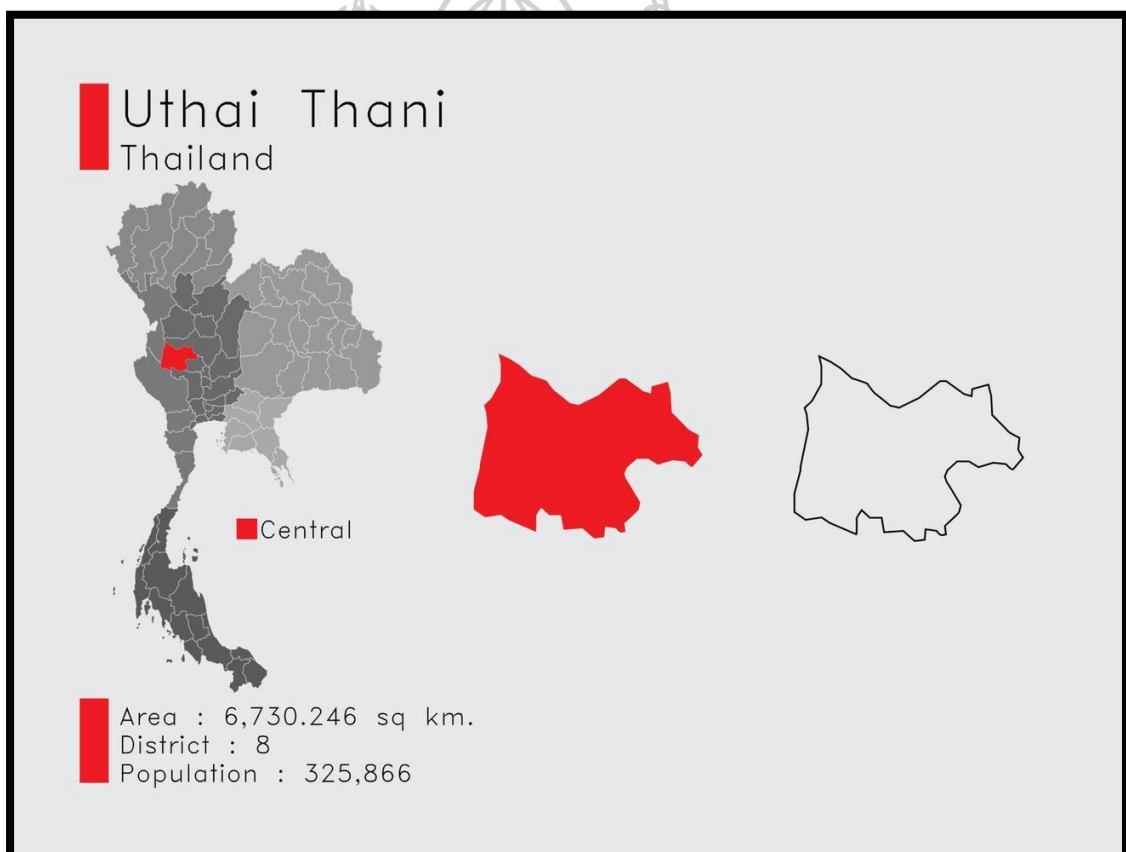 Uthai Thani
Thailand
Central
Area : 6,730.246 sq km.
District : 8
Population : 325,866